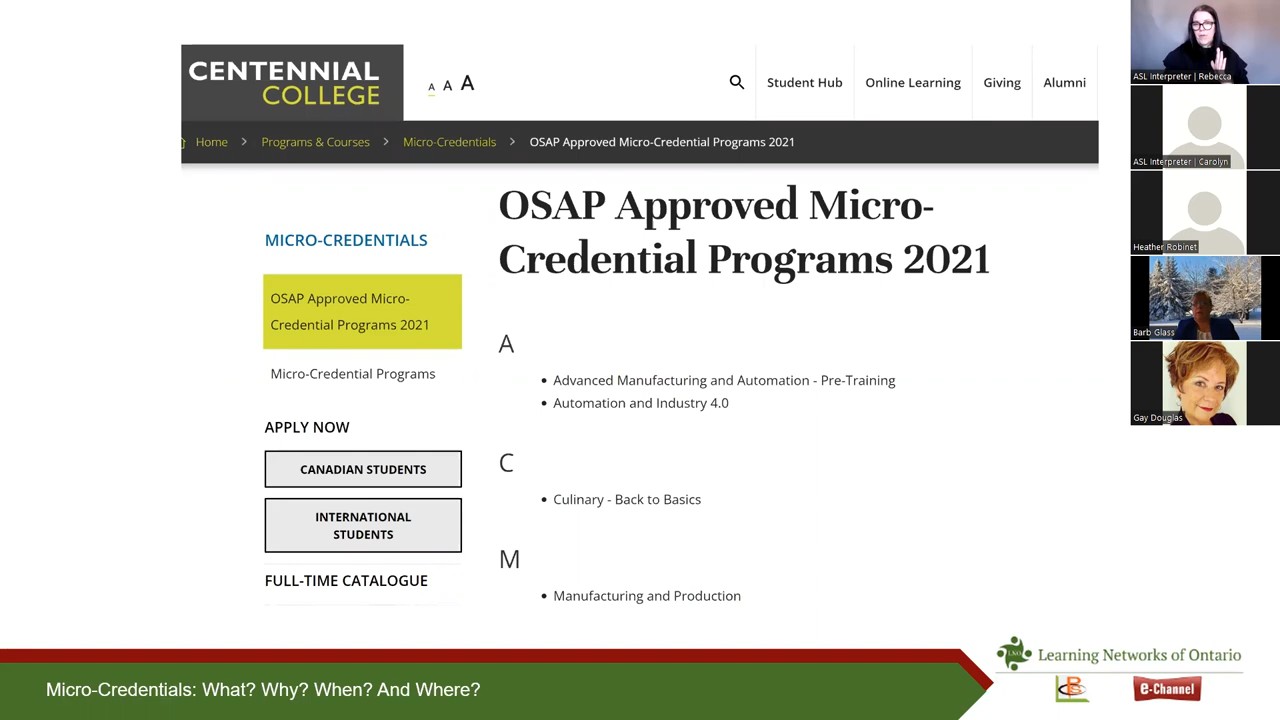 CENTENNIAL
COLLEGE
A A A
Student Hub
Online Learning
Giving
Alumni
Home > Programs & Courses > Micro-Credentials > OSAP Approved Micro-Credential Programs 2021
MICRO-CREDENTIALS
OSAP Approved Micro-
Credential Programs 2021
Micro-Credential Programs
APPLY NOW
CANADIAN STUDENTS
INTERNATIONAL
STUDENTS
FULL-TIME CATALOGUE
OSAP Approved Micro-
Credential Programs 2021
A
• Advanced Manufacturing and Automation - Pre-Training
• Automation and Industry 4.0
C
• Culinary - Back to Basics
M
• Manufacturing and Production
ASL Interpreter | Rebecca
ASL Interpreter | Carolyn
Heather Robinet
Barb Glass
Gay Douglas
Micro-Credentials: What? Why? When? And Where?
LNO
Learning Networks of Ontario
e-Channel